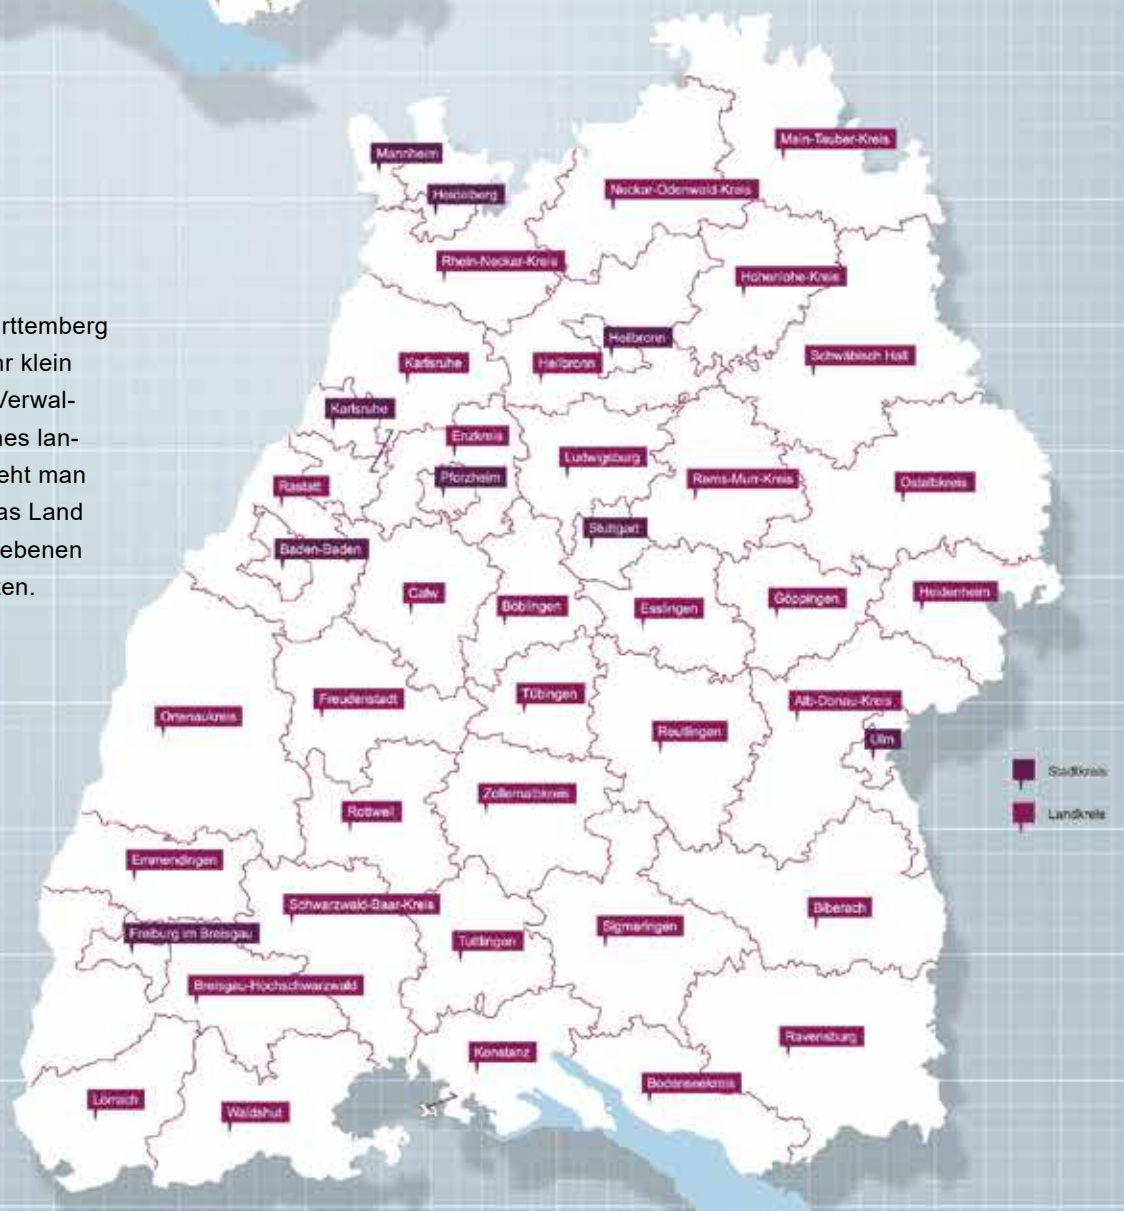 Main-Tauber-Kreis
Mannheim
Neckar-Odenwald-Kreis
Heidelberg
Rhein-Neckar-Kreis
Hohenlohe-Kreis
rttemberg
Heilbronn
Schwäbisch Hall
hr klein
Karlsruhe
Heilbronn
Verwal-
Karlsruhe
nes lan-
Enzkreis
Ludwigsburg
eht man
Pforzheim
Rems-Murr-Kreis
Ostalbkreis
Rastatt
as Land
Stuttgart
ebenen
Baden-Baden
ten.
Calw
Böblingen
Esslingen
Göppingen
Heidenheim
Freudenstadt
Tübingen
Alb-Donau-Kreis
Ortenaukreis
Reutlingen
Ulm
Stadtkreis
Zollernalbkreis
Rottweil
Landkreis
Emmendingen
Schwarzwald-Baar-Kreis
Biberach
Freiburg im Breisgau
Tuttlingen
Sigmaringen
Breisgau-Hochschwarzwald
Ravensburg
Konstanz
Bodenseekreis
Lörrach
Waldshut